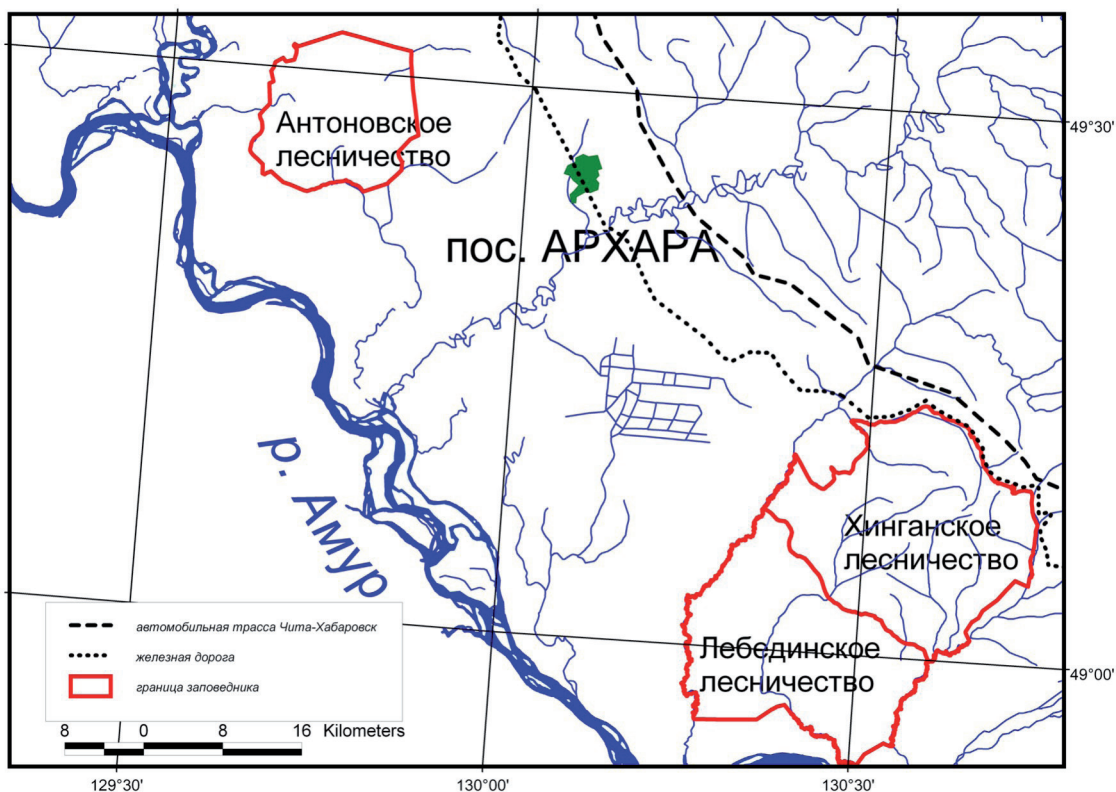 Антоновское
лесничество
49°30'
пос. АРХАРА
р. Амур
Хинганское
лесничество
Лебединское
лесничество
49°00'
автомобильная трасса Чита-Хабаровск
железная дорога
граница заповедника
8 0 8 16 Kilometers
129°30' 130°00' 130°30'